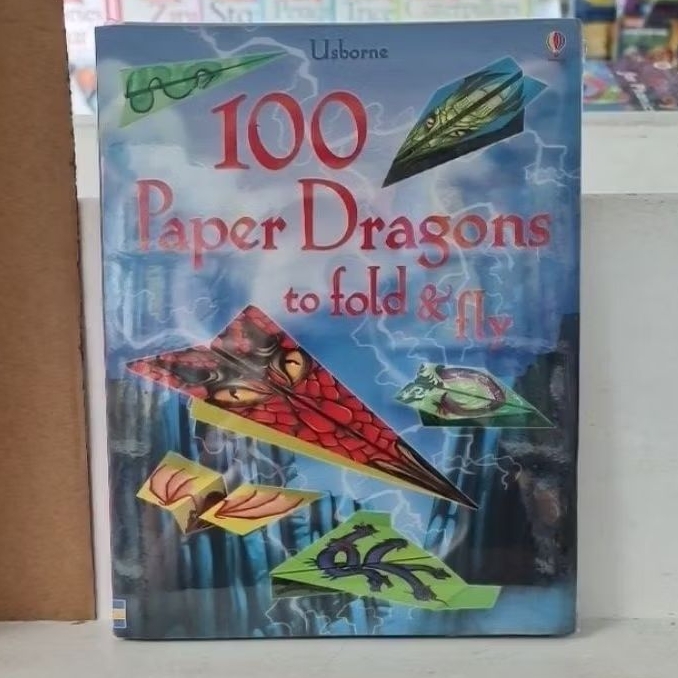 Usborne
100
Paper Dragons
to fold & fly